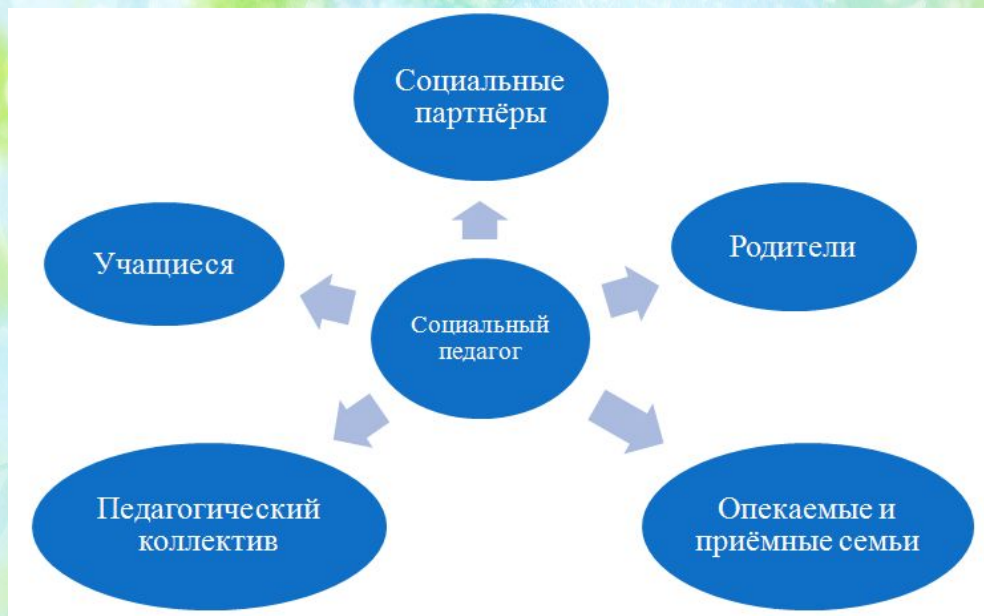 Социальные
партнёры
Учащиеся
Родители
Социальный
педагог
Педагогический
коллектив
Опекаемые и
приёмные семьи